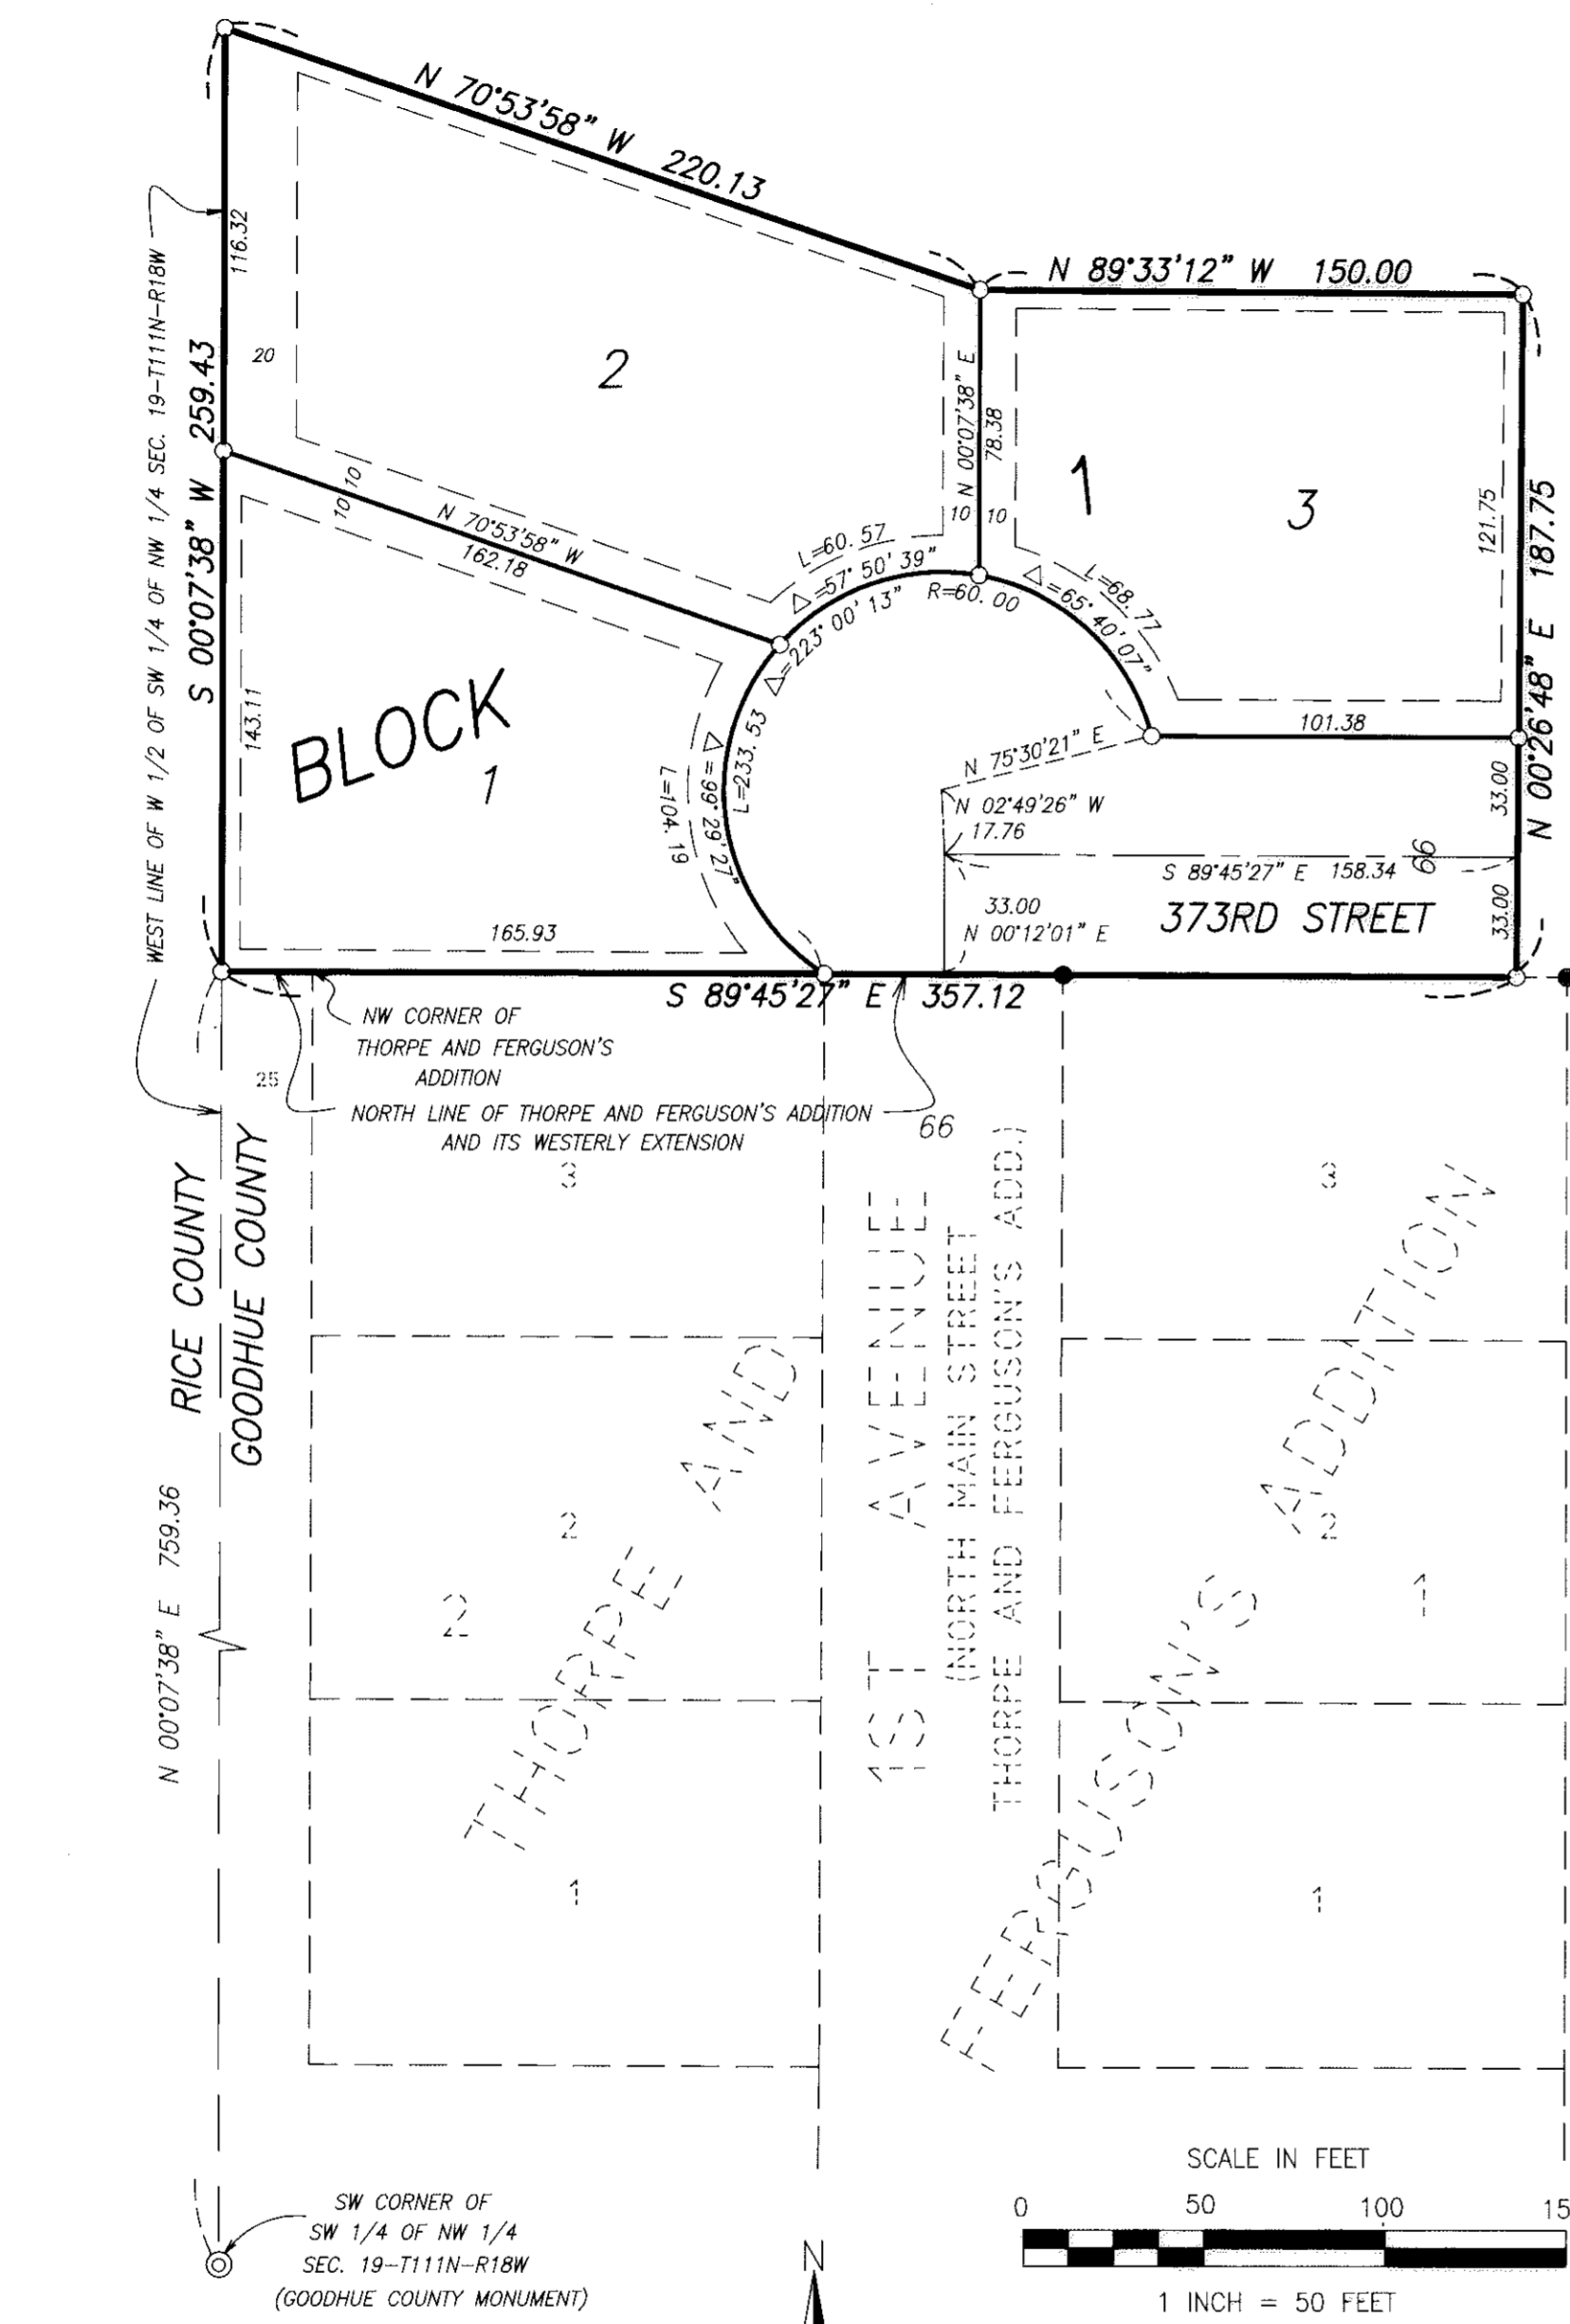 N 70°53'58" W 220.13
N 89°33'12" W 150.00
WEST LINE OF W 1/2 OF SW 1/4 OF NW 1/4 SEC. 19-T111N-R18W
116.32
S 00°07'38" W 259.43
20
2
N 00°07'38" E
78.38
10
10
1
3
121.75
N 00°26'48" E 187.75
10
10
N 70°53'58" W
162.18
L=60.57
Δ=57°50'39"
R=60.00
Δ=223°00'13"
L=68.77
Δ=65°40'07"
143.11
BLOCK
1
L=233.53
Δ=99°29'27"
L=104.19
101.38
N 75°30'21" E
N 02°49'26" W
17.76
33.00
S 89°45'27" E 158.34
66
33.00
N 00°12'01" E
373RD STREET
33.00
165.93
S 89°45'27" E 357.12
NW CORNER OF
THORPE AND FERGUSON'S
ADDITION
25
NORTH LINE OF THORPE AND FERGUSON'S ADDITION
AND ITS WESTERLY EXTENSION
66
RICE COUNTY
GOODHUE COUNTY
N 00°07'38" E 759.36
3
3
2
2
2
1
1
1
THORPE AND
FERGUSON'S ADDITION
1ST AVENUE
(NORTH MAIN STREET
THORPE AND FERGUSON'S ADD.)
SW CORNER OF
SW 1/4 OF NW 1/4
SEC. 19-T111N-R18W
(GOODHUE COUNTY MONUMENT)
N
SCALE IN FEET
0 50 100 15
1 INCH = 50 FEET